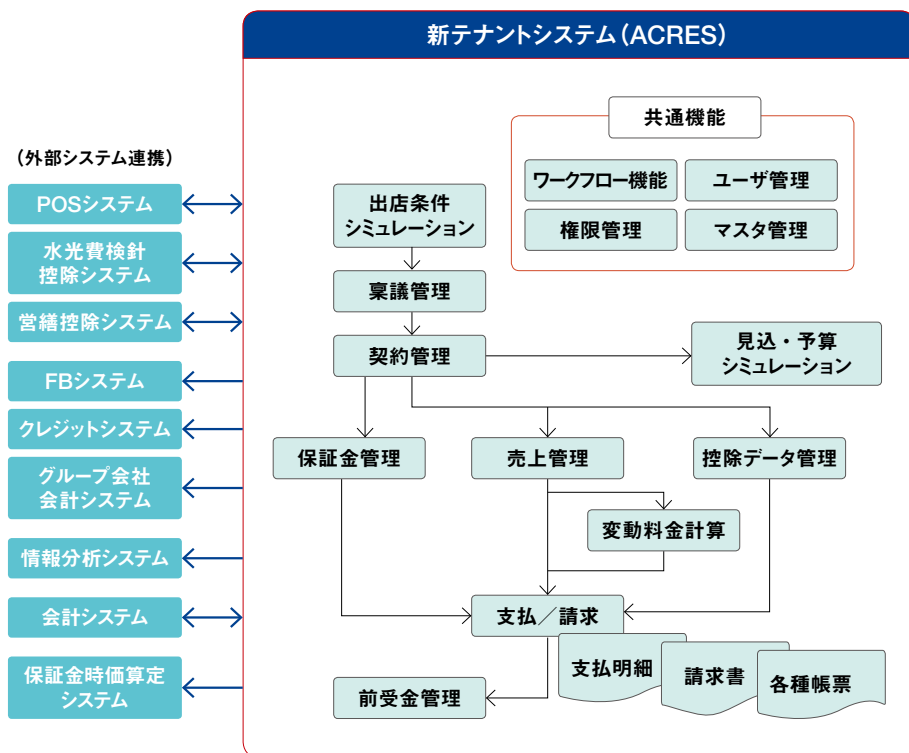 新テナントシステム（ACRES）
（外部システム連携）
POSシステム
水光費検針
控除システム
営繕控除システム
FBシステム
クレジットシステム
グループ会社
会計システム
情報分析システム
会計システム
保証金時価算定
システム
共通機能
ワークフロー機能
ユーザ管理
権限管理
マスタ管理
出店条件
シミュレーション
稟議管理
契約管理
見込・予算
シミュレーション
保証金管理
売上管理
控除データ管理
変動料金計算
支払／請求
支払明細
請求書
各種帳票
前受金管理